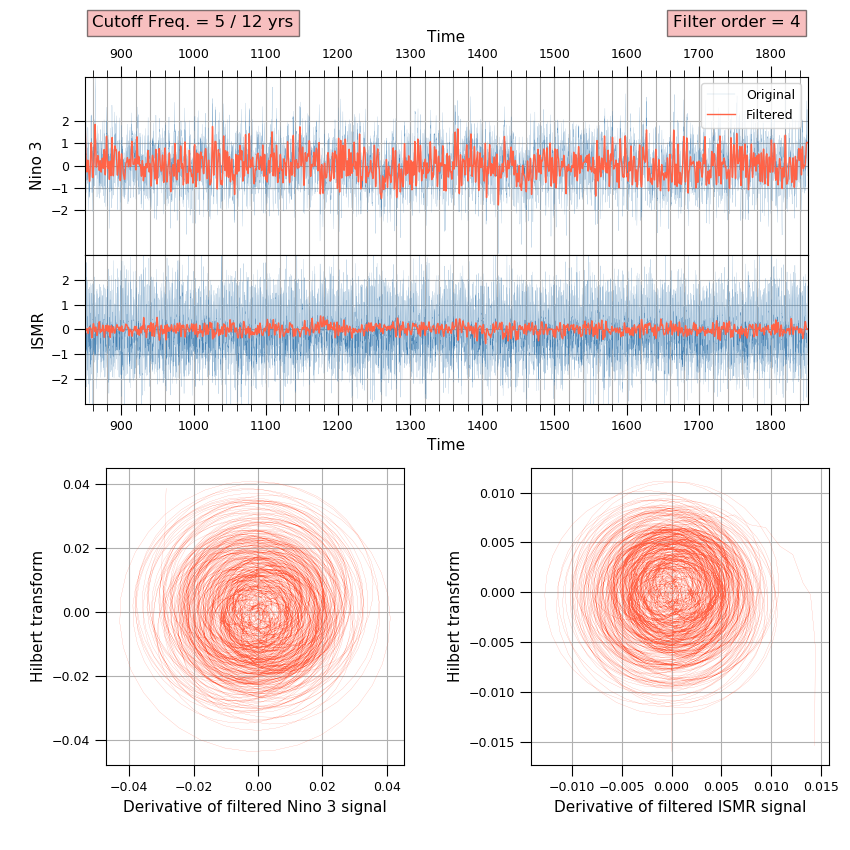 Cutoff Freq. = 5 / 12 yrs
Filter order = 4
Time
900 1000 1100 1200 1300 1400 1500 1600 1700 1800
Original
Filtered
Nino 3
2
1
0
−1
−2
ISMR
2
1
0
−1
−2
900 1000 1100 1200 1300 1400 1500 1600 1700 1800
Time
Hilbert transform
0.04
0.02
0.00
−0.02
−0.04
−0.04 −0.02 0.00 0.02 0.04
Derivative of filtered Nino 3 signal
Hilbert transform
0.010
0.005
0.000
−0.005
−0.010
−0.015
−0.010 −0.005 0.000 0.005 0.010 0.015
Derivative of filtered ISMR signal